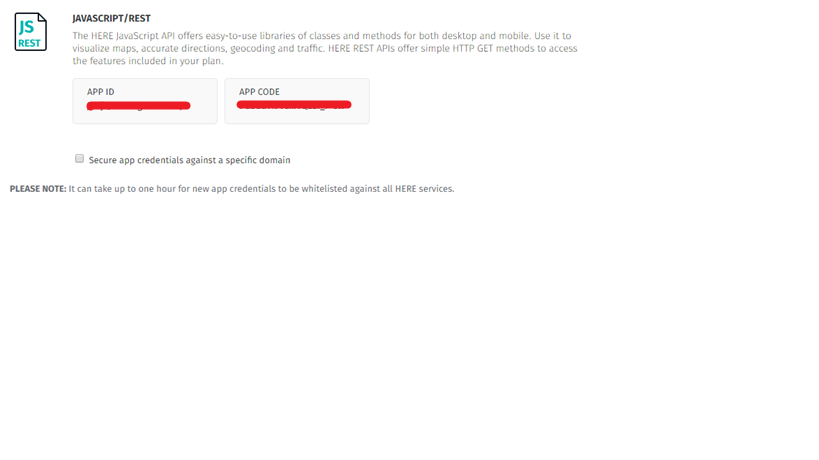 JS
REST
JAVASCRIPT/REST
The HERE JavaScript API offers easy-to-use libraries of classes and methods for both desktop and mobile. Use it to
visualize maps, accurate directions, geocoding and traffic. HERE REST APIs offer simple HTTP GET methods to access
the features included in your plan.
APP ID
APP CODE
Secure app credentials against a specific domain
PLEASE NOTE: It can take up to one hour for new app credentials to be whitelisted against all HERE services.